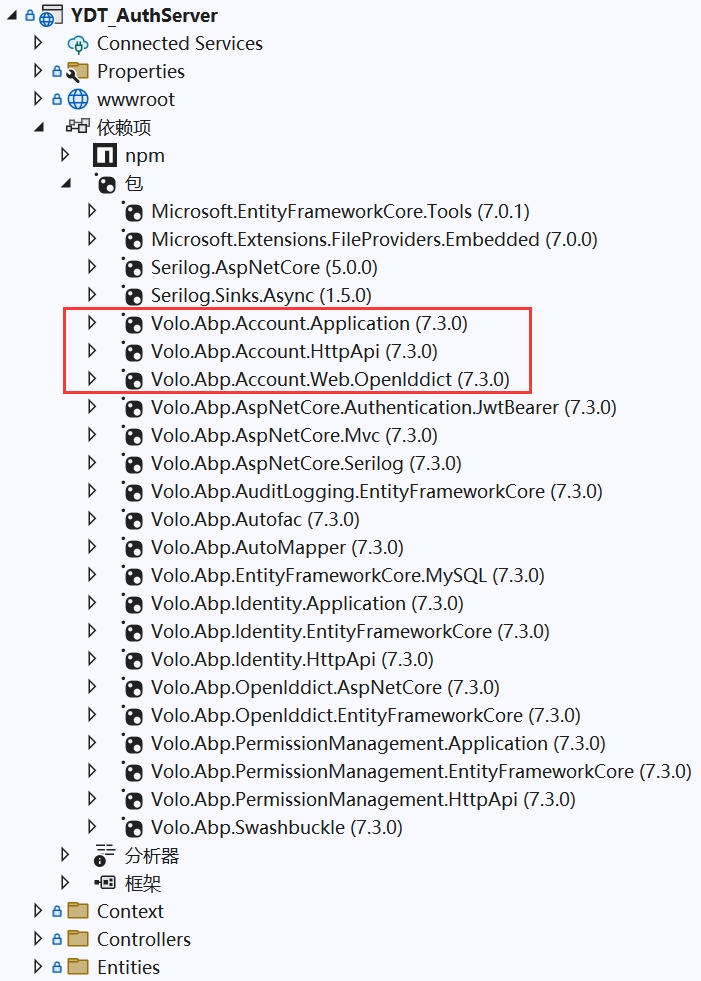 YDT_AuthServer
Connected Services
Properties
wwwroot
依赖项
npm
包
Microsoft.EntityFrameworkCore.Tools (7.0.1)
Microsoft.Extensions.FileProviders.Embedded (7.0.0)
Serilog.AspNetCore (5.0.0)
Serilog.Sinks.Async (1.5.0)
Volo.Abp.Account.Application (7.3.0)
Volo.Abp.Account.HttpApi (7.3.0)
Volo.Abp.Account.Web.OpenIddict (7.3.0)
Volo.Abp.AspNetCore.Authentication.JwtBearer (7.3.0)
Volo.Abp.AspNetCore.Mvc (7.3.0)
Volo.Abp.AspNetCore.Serilog (7.3.0)
Volo.Abp.AuditLogging.EntityFrameworkCore (7.3.0)
Volo.Abp.Autofac (7.3.0)
Volo.Abp.AutoMapper (7.3.0)
Volo.Abp.EntityFrameworkCore.MySQL (7.3.0)
Volo.Abp.Identity.Application (7.3.0)
Volo.Abp.Identity.EntityFrameworkCore (7.3.0)
Volo.Abp.Identity.HttpApi (7.3.0)
Volo.Abp.OpenIddict.AspNetCore (7.3.0)
Volo.Abp.OpenIddict.EntityFrameworkCore (7.3.0)
Volo.Abp.PermissionManagement.Application (7.3.0)
Volo.Abp.PermissionManagement.EntityFrameworkCore (7.3.0)
Volo.Abp.PermissionManagement.HttpApi (7.3.0)
Volo.Abp.Swashbuckle (7.3.0)
分析器
框架
Context
Controllers
Entities